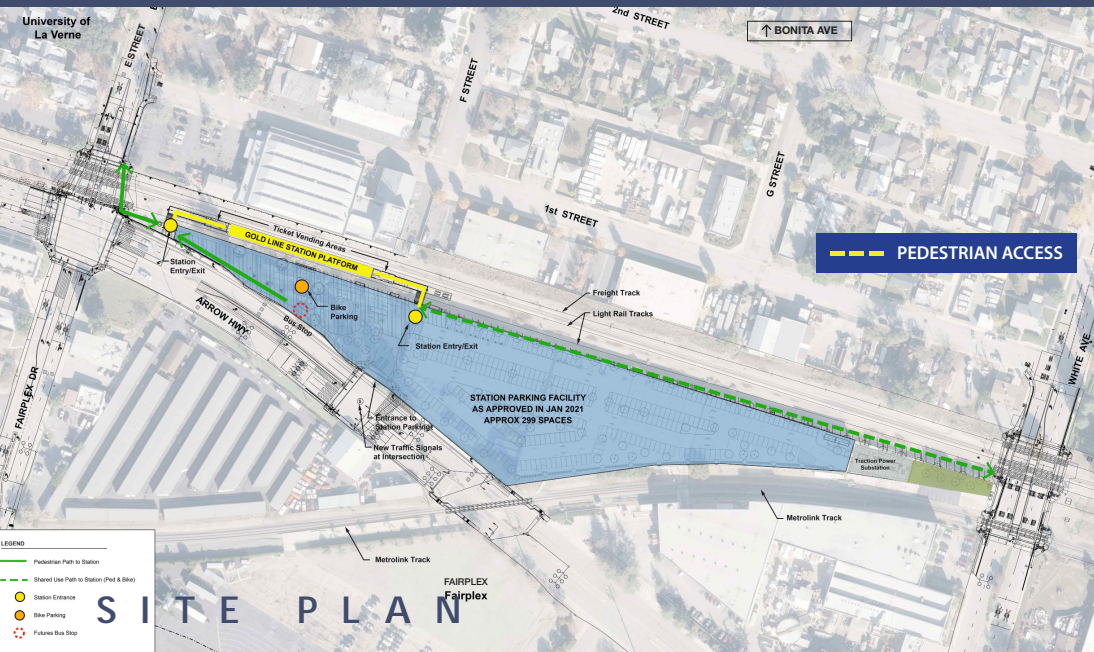 University of
La Verne
E STREET
2nd STREET
↑ BONITA AVE
F STREET
G STREET
1st STREET
PEDESTRIAN ACCESS
Ticket Vending Areas
GOLD LINE STATION PLATFORM
Station
Entry/Exit
Freight Track
Light Rail Tracks
Bike
Parking
Bus Stop
ARROW HWY
Station Entry/Exit
WHITE AVE
FAIRPLEX DR
STATION PARKING FACILITY
AS APPROVED IN JAN 2021
APPROX 299 SPACES
Entrance to
Station Parking
New Traffic Signals
at Intersection
Traction Power
Substation
Metrolink Track
Metrolink Track
FAIRPLEX
Fairplex
LEGEND
Pedestrian Path to Station
Shared Use Path to Station (Ped & Bike)
Station Entrance
Bike Parking
Futures Bus Stop
SITE PLAN